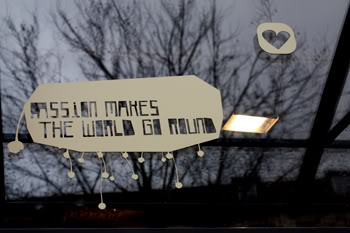 PASSION MAKES
THE WORLD GO ROUND